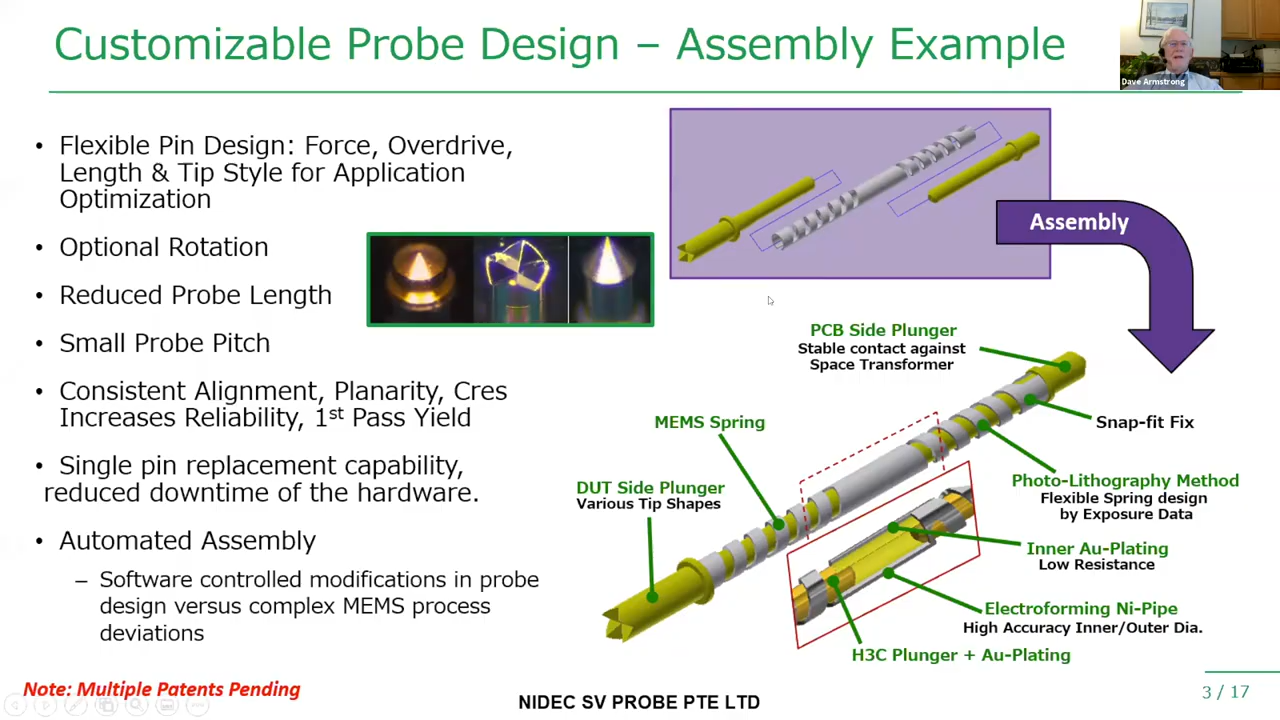 Customizable Probe Design – Assembly Example
Dave Armstrong
• Flexible Pin Design: Force, Overdrive,
Length & Tip Style for Application
Optimization
• Optional Rotation
• Reduced Probe Length
• Small Probe Pitch
• Consistent Alignment, Planarity, Cres
Increases Reliability, 1st Pass Yield
• Single pin replacement capability,
reduced downtime of the hardware.
• Automated Assembly
– Software controlled modifications in probe
design versus complex MEMS process
deviations
Assembly
PCB Side Plunger
Stable contact against
Space Transformer
MEMS Spring
Snap-fit Fix
DUT Side Plunger
Various Tip Shapes
Photo-Lithography Method
Flexible Spring design
by Exposure Data
Inner Au-Plating
Low Resistance
Electroforming Ni-Pipe
High Accuracy Inner/Outer Dia.
H3C Plunger + Au-Plating
Note: Multiple Patents Pending
NIDEC SV PROBE PTE LTD
3 / 17